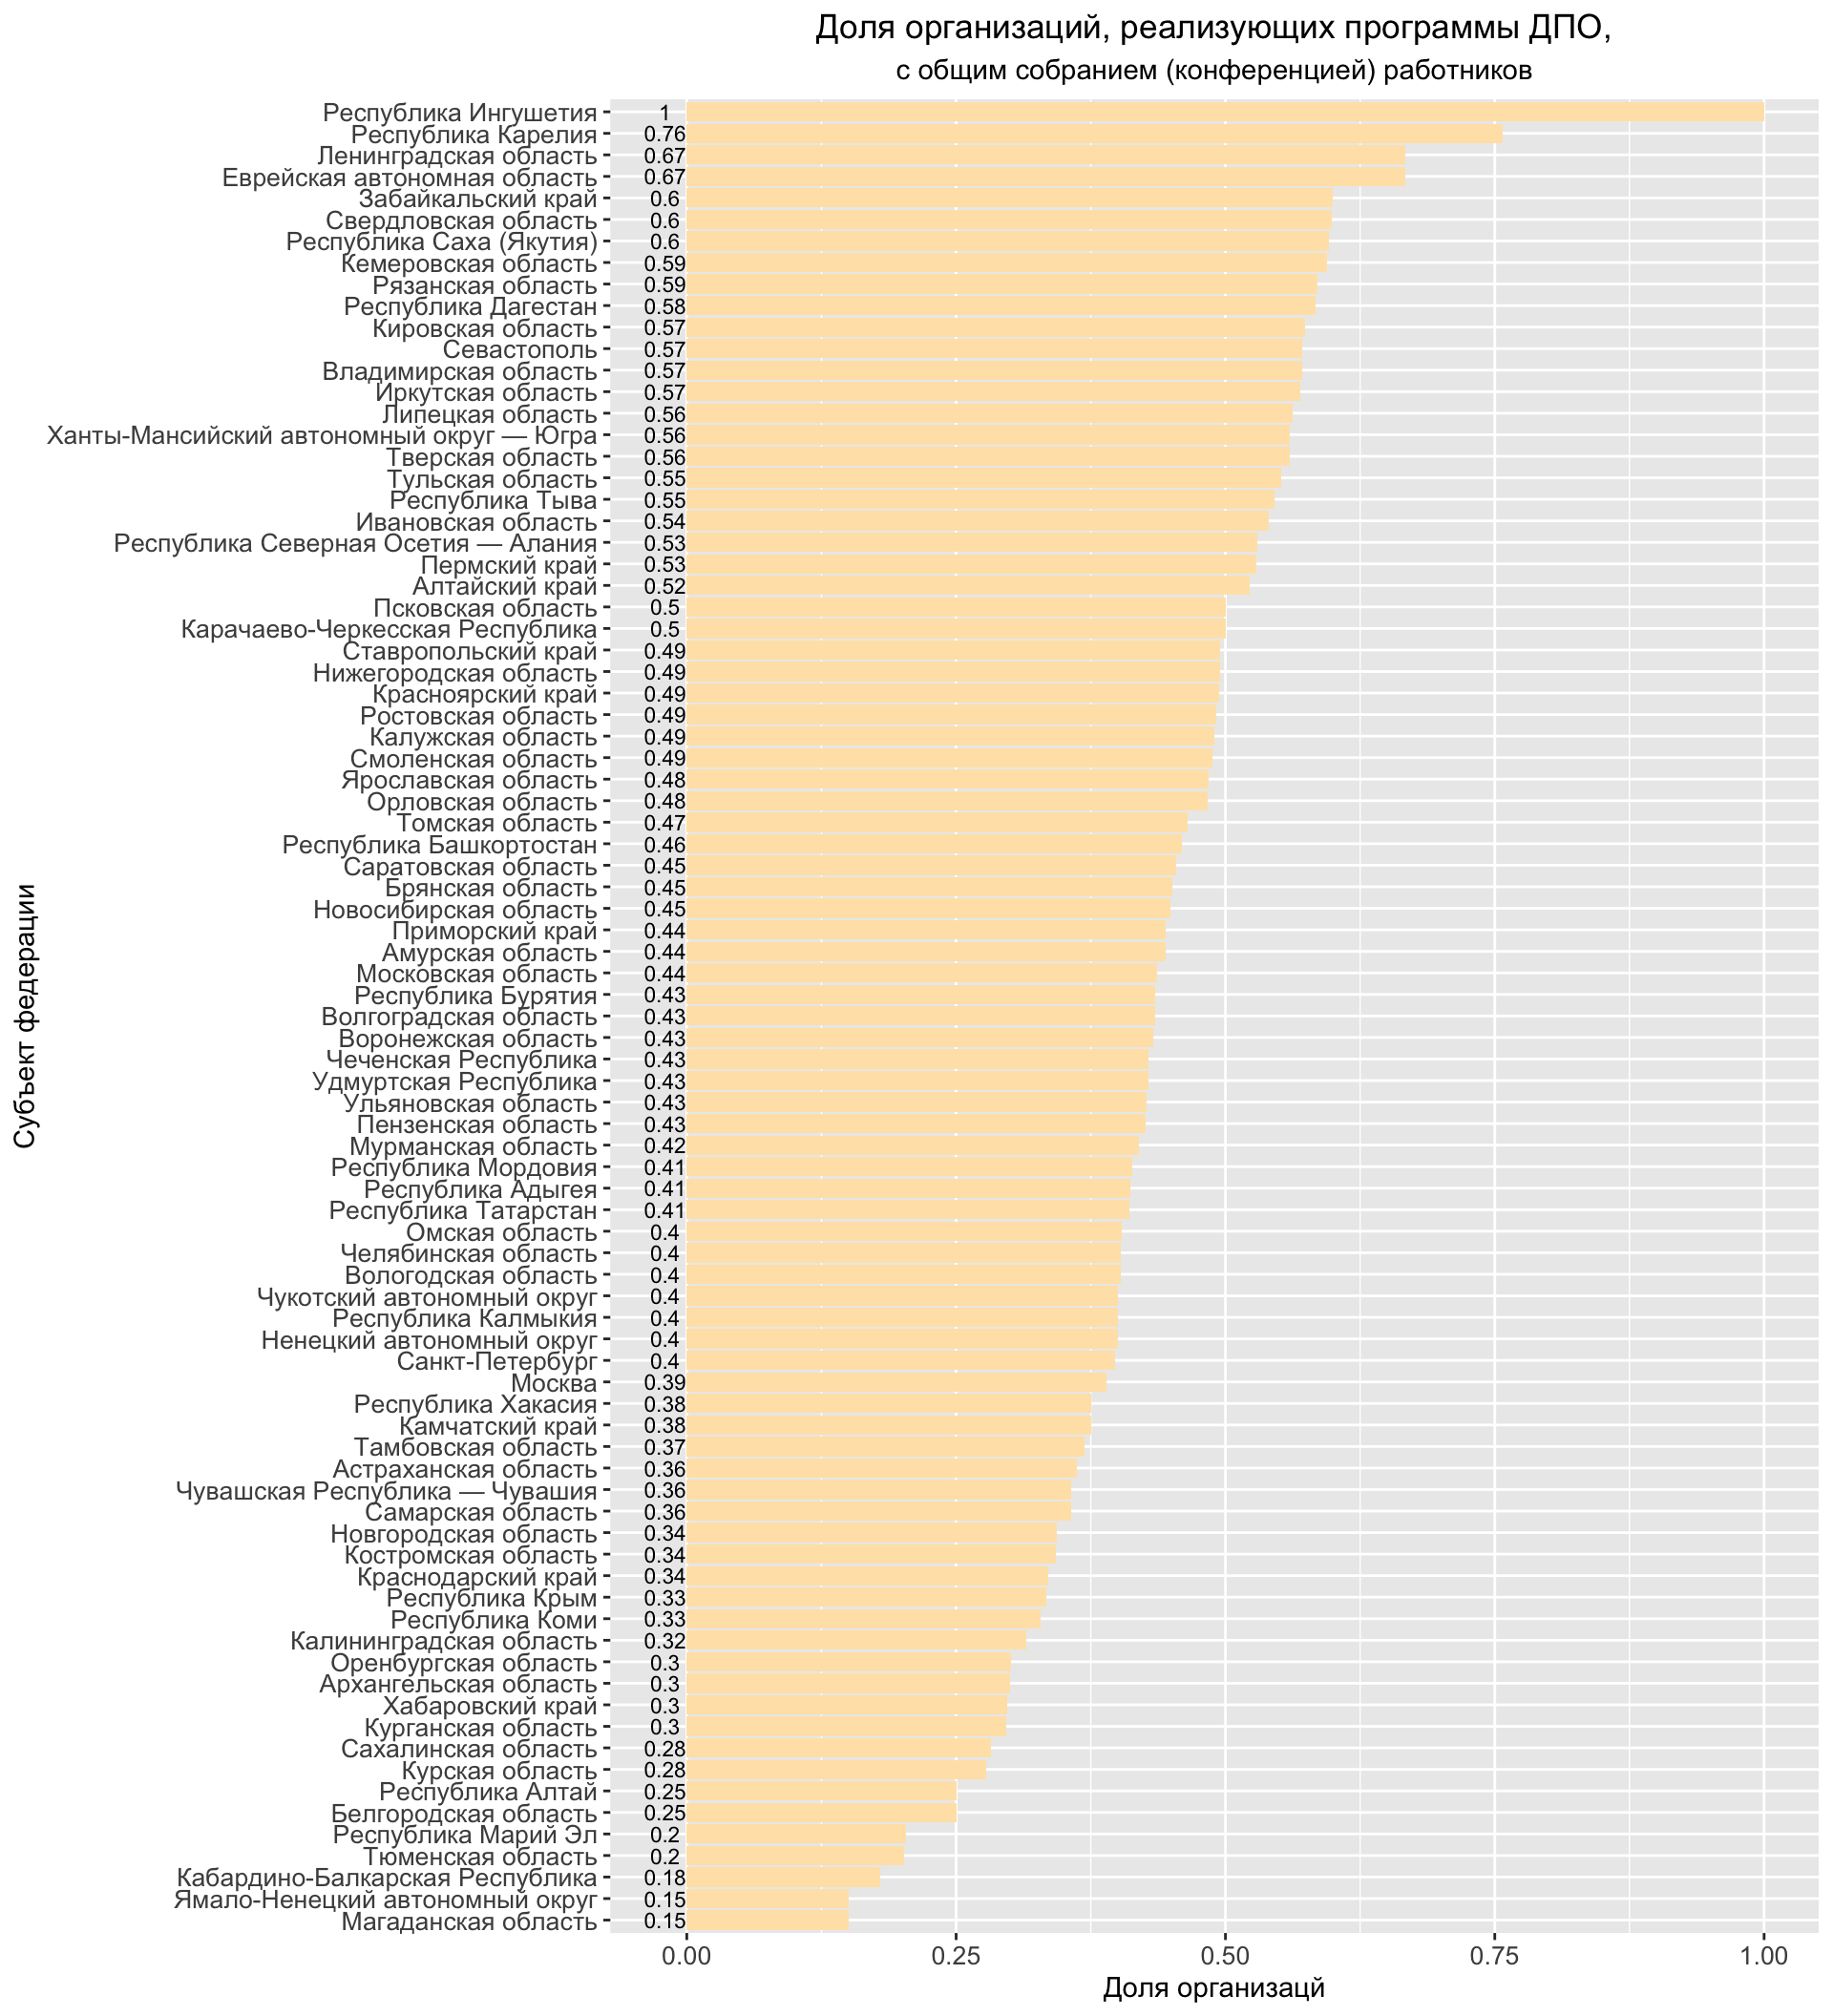 Доля организаций, реализующих программы ДПО,
с общим собранием (конференцией) работников
Субъект федерации
Республика Ингушетия 1
Республика Карелия 0.76
Ленинградская область 0.67
Еврейская автономная область 0.67
Забайкальский край 0.6
Свердловская область 0.6
Республика Саха (Якутия) 0.6
Кемеровская область 0.59
Рязанская область 0.59
Республика Дагестан 0.58
Кировская область 0.57
Севастополь 0.57
Владимирская область 0.57
Иркутская область 0.57
Липецкая область 0.56
Ханты-Мансийский автономный округ — Югра 0.56
Тверская область 0.56
Тульская область 0.55
Республика Тыва 0.55
Ивановская область 0.54
Республика Северная Осетия — Алания 0.53
Пермский край 0.53
Алтайский край 0.52
Псковская область 0.5
Карачаево-Черкесская Республика 0.5
Ставропольский край 0.49
Нижегородская область 0.49
Красноярский край 0.49
Ростовская область 0.49
Калужская область 0.49
Смоленская область 0.49
Ярославская область 0.48
Орловская область 0.48
Томская область 0.47
Республика Башкортостан 0.46
Саратовская область 0.45
Брянская область 0.45
Новосибирская область 0.45
Приморский край 0.44
Амурская область 0.44
Московская область 0.44
Республика Бурятия 0.43
Волгоградская область 0.43
Воронежская область 0.43
Чеченская Республика 0.43
Удмуртская Республика 0.43
Ульяновская область 0.43
Пензенская область 0.43
Мурманская область 0.42
Республика Мордовия 0.41
Республика Адыгея 0.41
Республика Татарстан 0.41
Омская область 0.4
Челябинская область 0.4
Вологодская область 0.4
Чукотский автономный округ 0.4
Республика Калмыкия 0.4
Ненецкий автономный округ 0.4
Санкт-Петербург 0.4
Москва 0.39
Республика Хакасия 0.38
Камчатский край 0.38
Тамбовская область 0.37
Астраханская область 0.36
Чувашская Республика — Чувашия 0.36
Самарская область 0.36
Новгородская область 0.34
Костромская область 0.34
Краснодарский край 0.34
Республика Крым 0.33
Республика Коми 0.33
Калининградская область 0.32
Оренбургская область 0.3
Архангельская область 0.3
Хабаровский край 0.3
Курганская область 0.3
Сахалинская область 0.28
Курская область 0.28
Республика Алтай 0.25
Белгородская область 0.25
Республика Марий Эл 0.2
Тюменская область 0.2
Кабардино-Балкарская Республика 0.18
Ямало-Ненецкий автономный округ 0.15
Магаданская область 0.15
0.00 0.25 0.50 0.75 1.00
Доля организацй